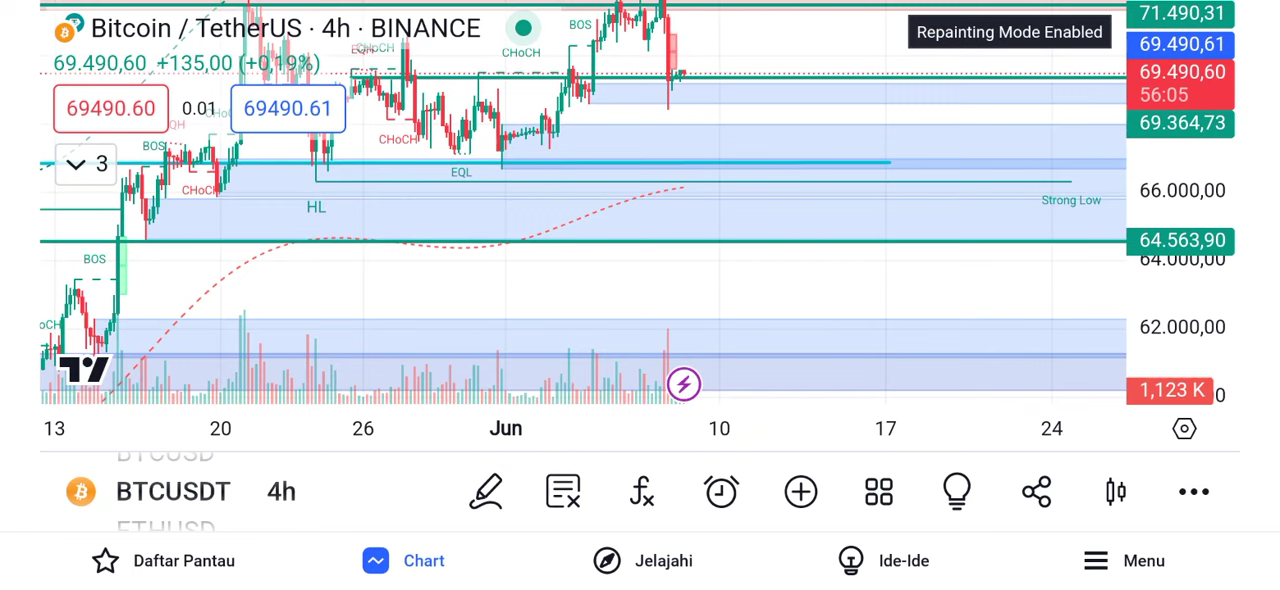 Bitcoin / TetherUS · 4h · BINANCE
Repainting Mode Enabled
69.490,60 +135,00 (+0,19%)
69490.60 0.01 69490.61
71.490,31
69.490,61
69.490,60
56:05
69.364,73
66.000,00
64.563,90
64.000,00
62.000,00
1,123 K 0
BOS
CHoCH
CHoCH
BOS
CHoCH
EQL
CHoCH
3
HL
Strong Low
BOS
13 20 26 Jun 10 17 24
BTCUSD
BTCUSDT 4h
ETHUSD
Daftar Pantau Chart Jelajahi Ide-Ide Menu